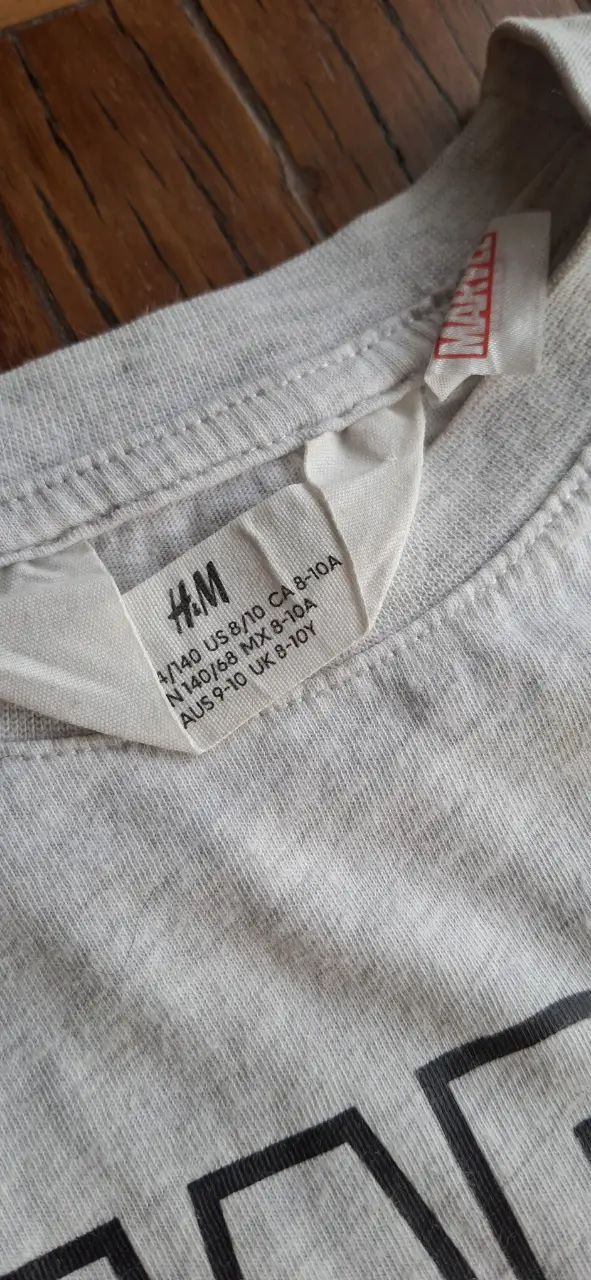 MARVEL
H&M
4/140 US 8/10 CA 8-10A
N 140/68 MX 8-10A
AUS 9-10 UK 8-10Y